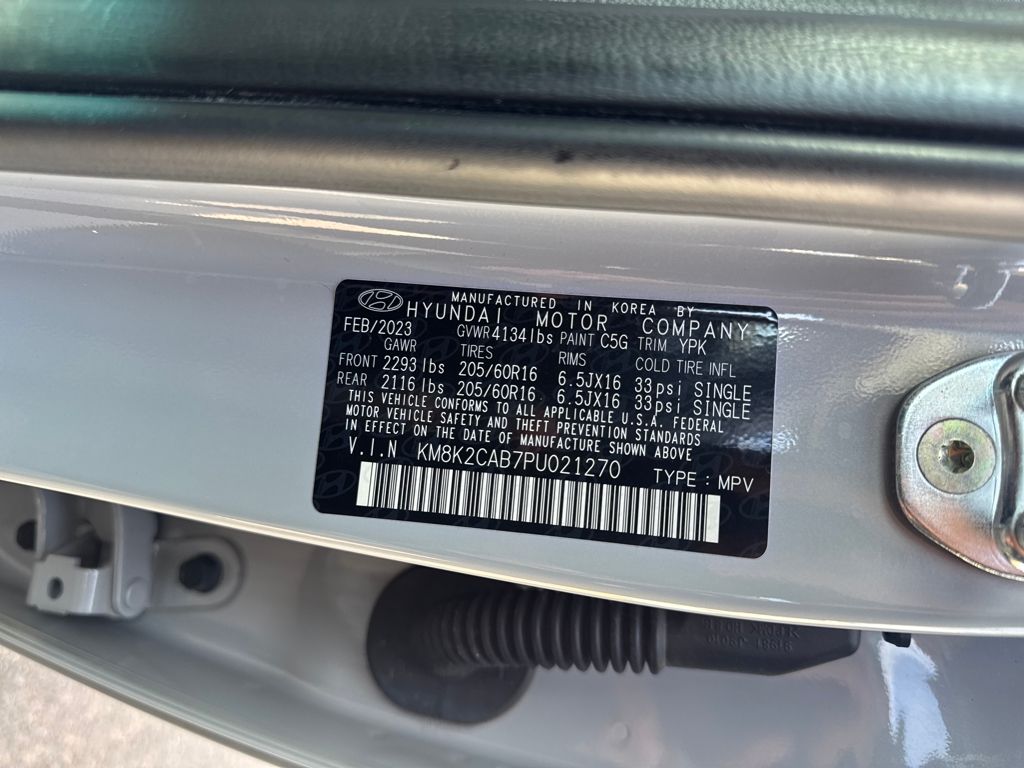 MANUFACTURED IN KOREA BY
HYUNDAI MOTOR COMPANY
FEB/2023 GVWR 4134lbs PAINT C5G TRIM YPK
GAWR TIRES RIMS COLD TIRE INFL
FRONT 2293 lbs 205/60R16 6.5JX16 33psi SINGLE
REAR 2116 lbs 205/60R16 6.5JX16 33psi SINGLE
THIS VEHICLE CONFORMS TO ALL APPLICABLE U.S.A. FEDERAL
MOTOR VEHICLE SAFETY AND THEFT PREVENTION STANDARDS
IN EFFECT ON THE DATE OF MANUFACTURE SHOWN ABOVE
V.I.N KM8K2CAB7PU021270 TYPE : MPV